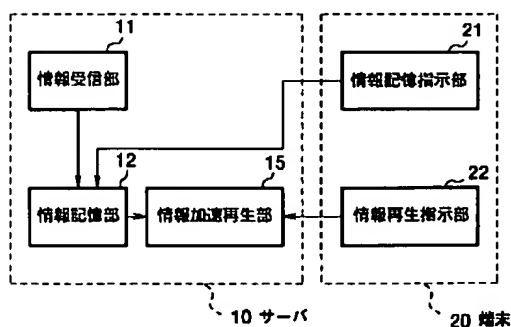 11
情報受信部
21
情報記憶指示部
12
情報記憶部
15
情報加速再生部
22
情報再生指示部
10 サーバ
20 端末